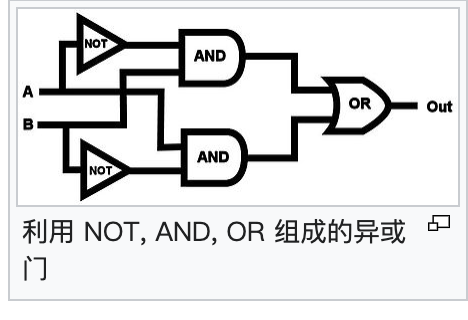 NOT
AND
A
OR
Out
B
NOT
AND
利用 NOT, AND, OR 组成的异或
门